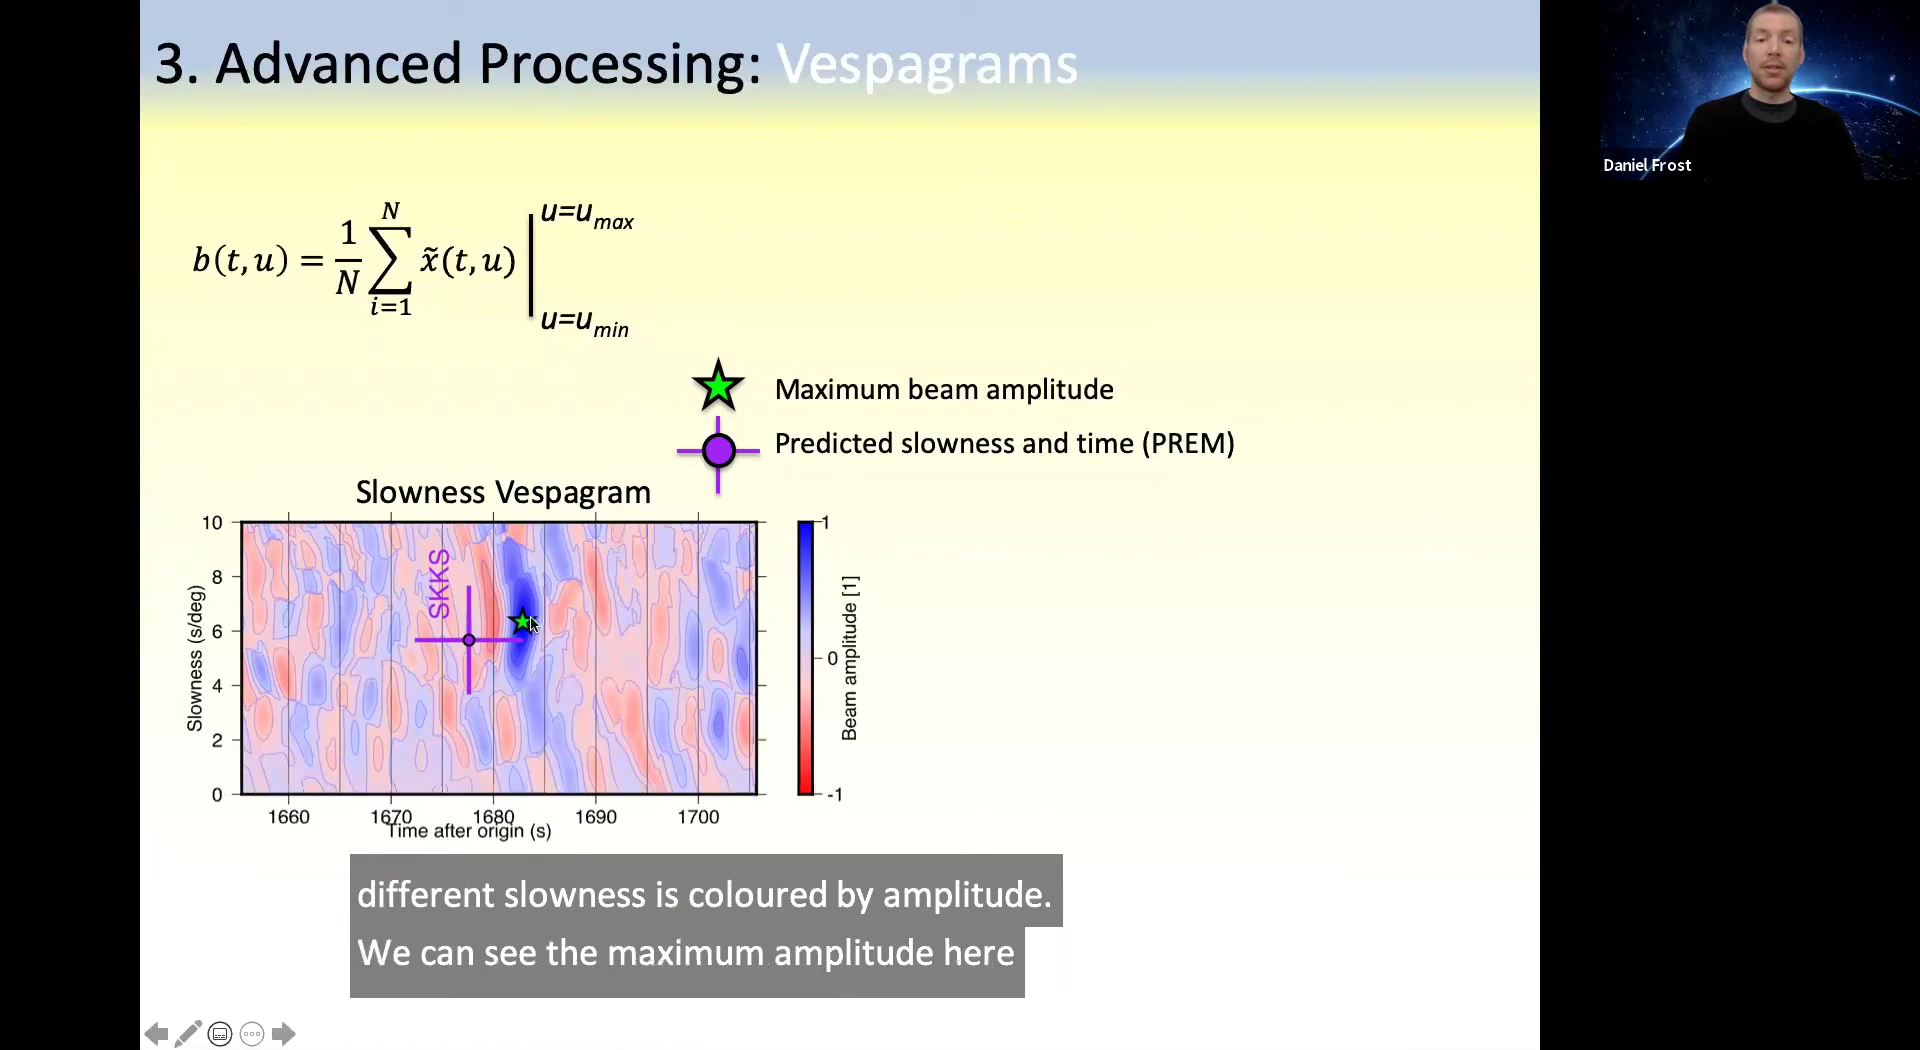 3. Advanced Processing: Vespagrams
Daniel Frost
b(t,u) = 1/N ∑_{i=1}^{N} x̃(t,u) | u=u_max
u=u_min
Maximum beam amplitude
Predicted slowness and time (PREM)
Slowness Vespagram
10
8
6
4
2
0
Slowness (s/deg)
SKKS
1660 1670 1680 1690 1700
Time after origin (s)
1
0
-1
Beam amplitude [1]
different slowness is coloured by amplitude.
We can see the maximum amplitude here